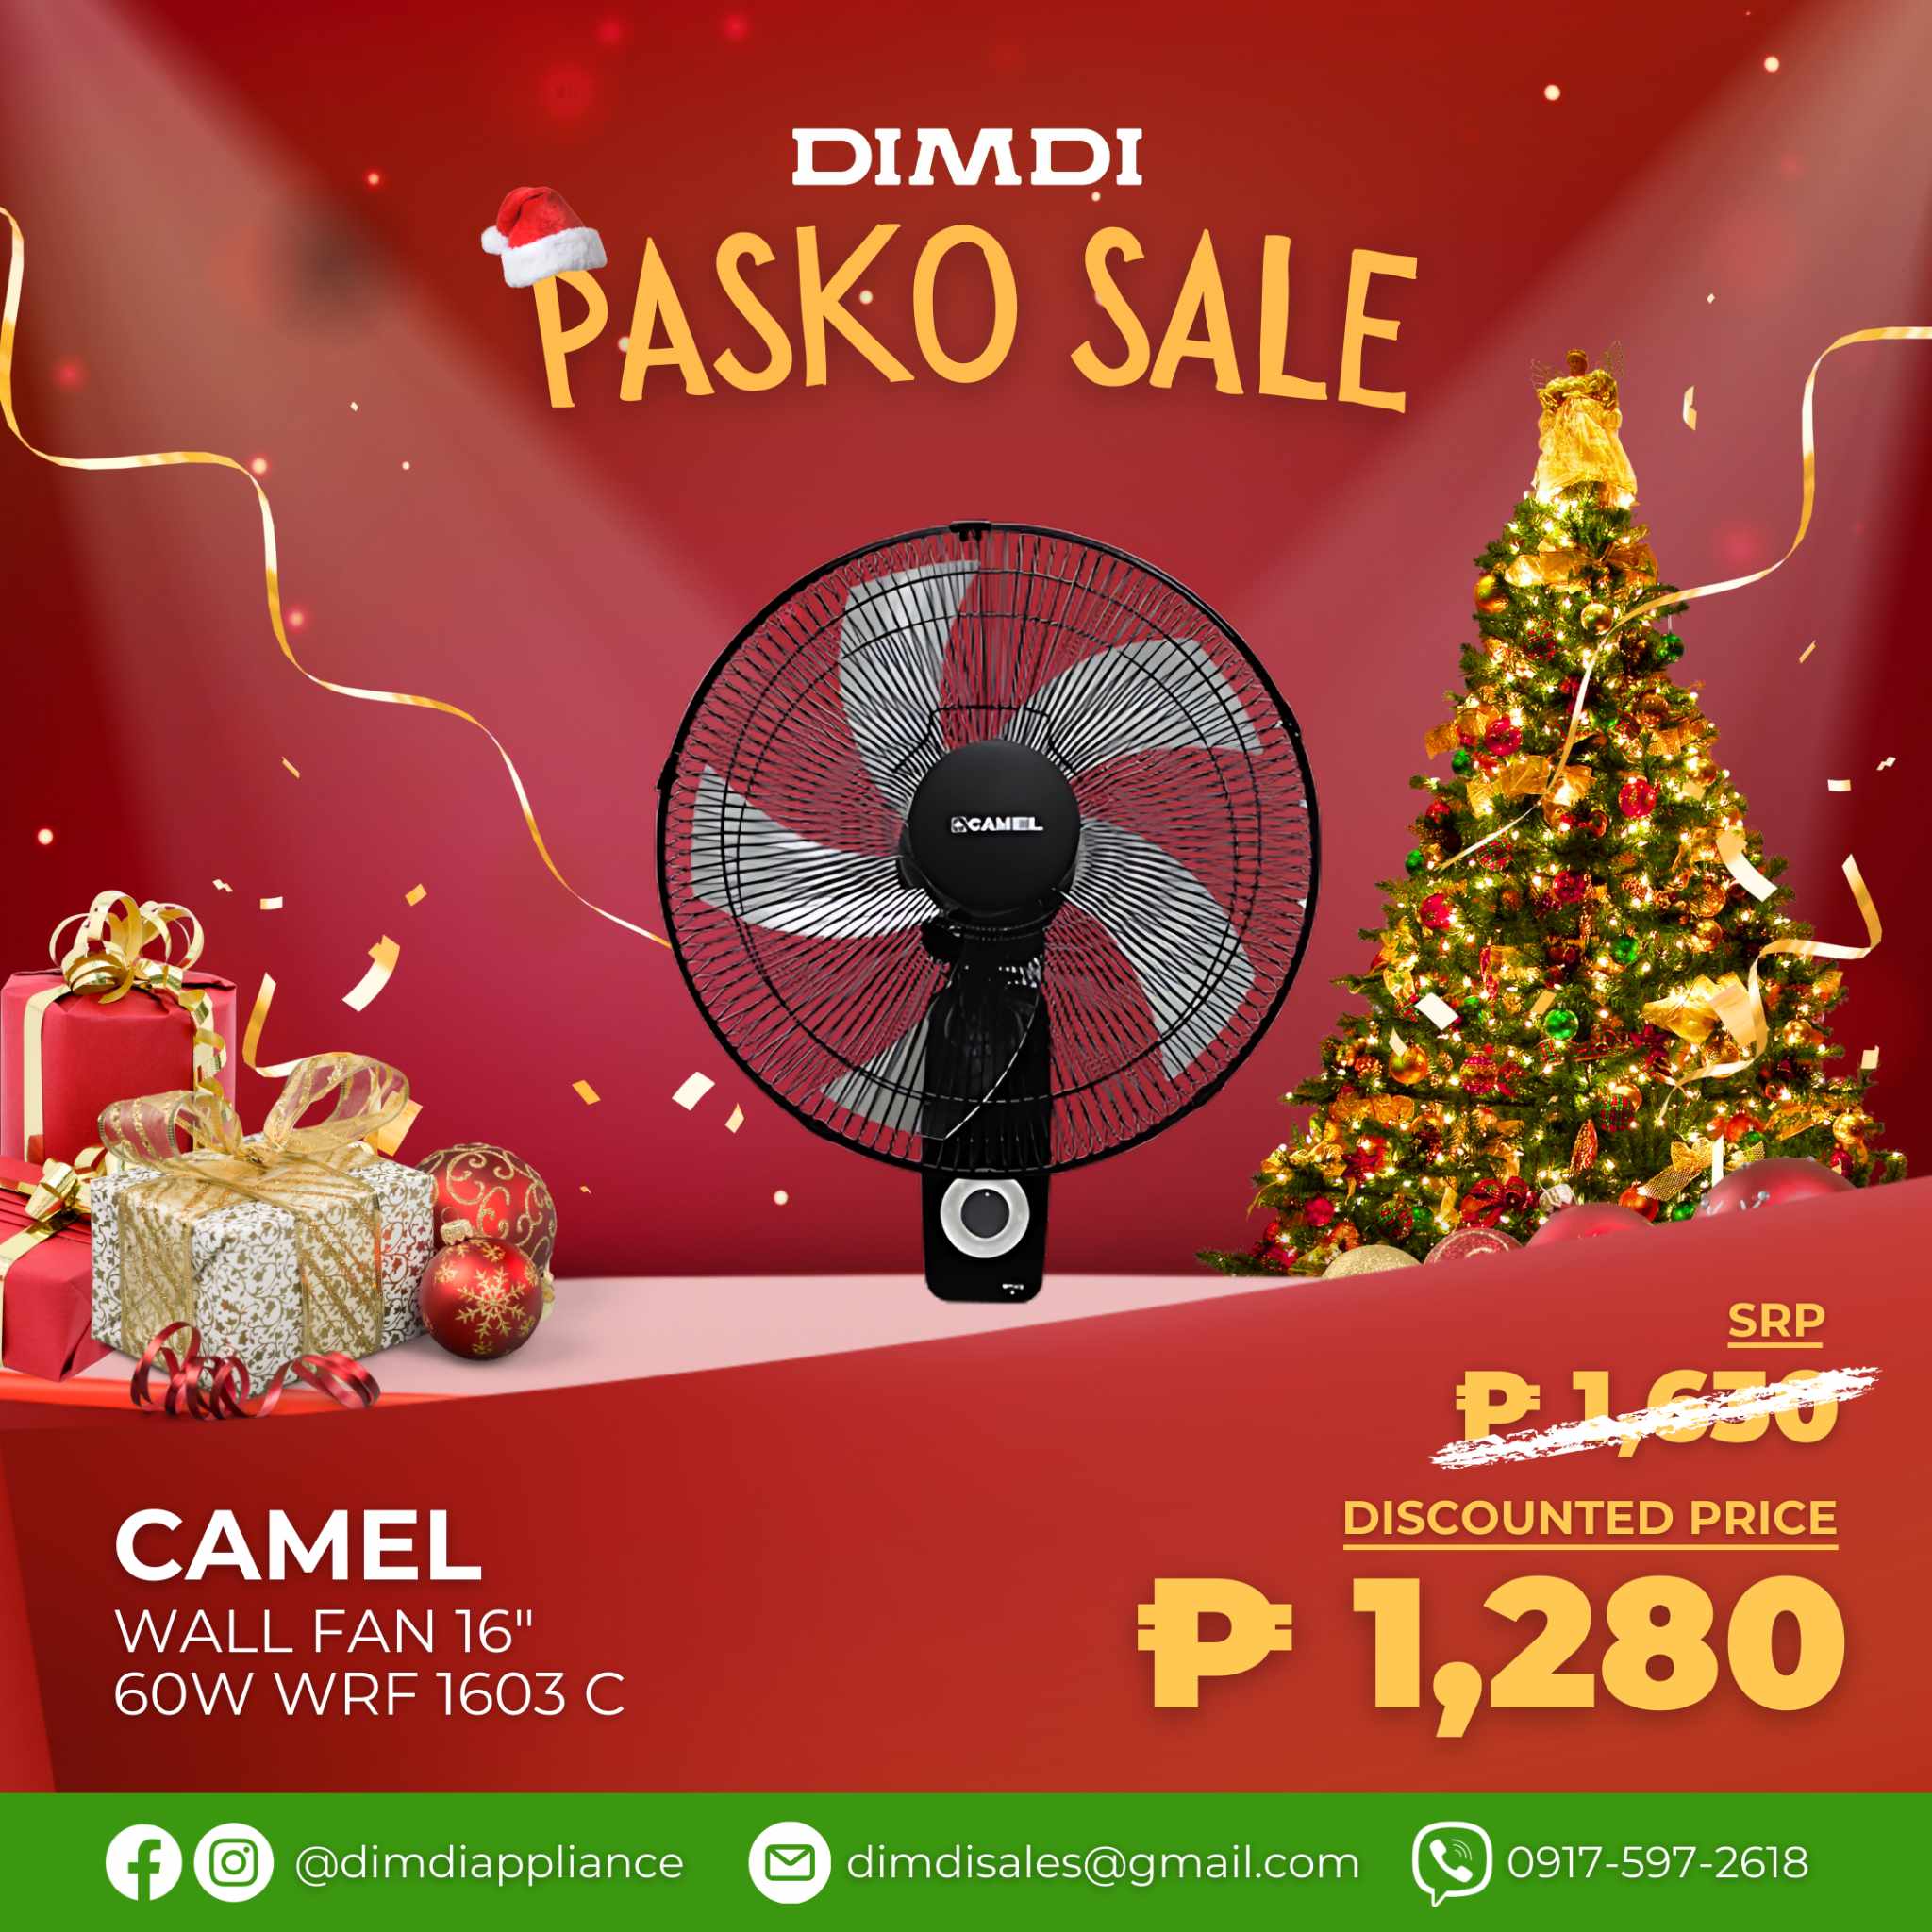 DIMDI
PASKO SALE
CAMEL
SRP
₱ 1,630
DISCOUNTED PRICE
₱ 1,280
CAMEL
WALL FAN 16"
60W WRF 1603 C
@dimdiappliance
dimdisales@gmail.com
0917-597-2618